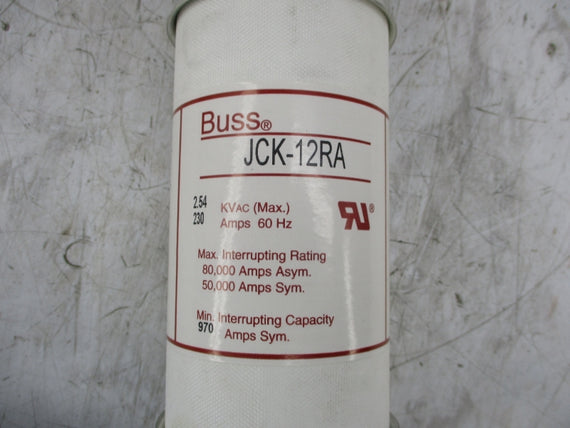 Buss®
JCK-12RA
2.54 KVAC (Max.)
230 Amps 60 Hz
RU®
Max. Interrupting Rating
80,000 Amps Asym.
50,000 Amps Sym.
Min. Interrupting Capacity
970 Amps Sym.